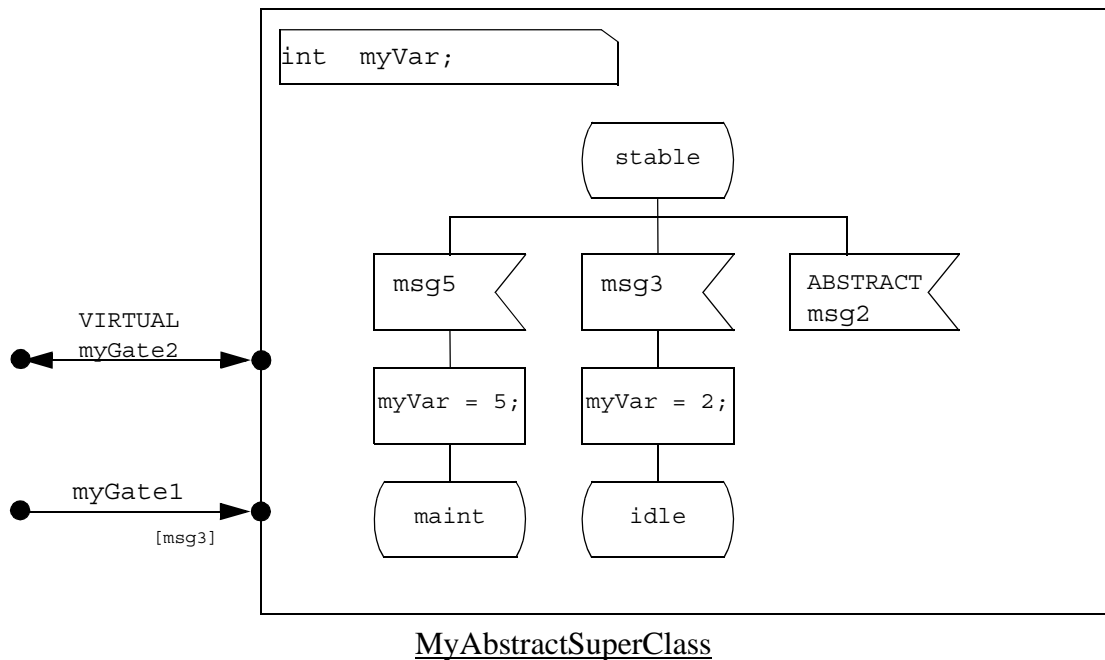 int  myVar;
stable
msg5
msg3
ABSTRACT
msg2
VIRTUAL
myGate2
myVar = 5;
myVar = 2;
myGate1
[msg3]
maint
idle
MyAbstractSuperClass